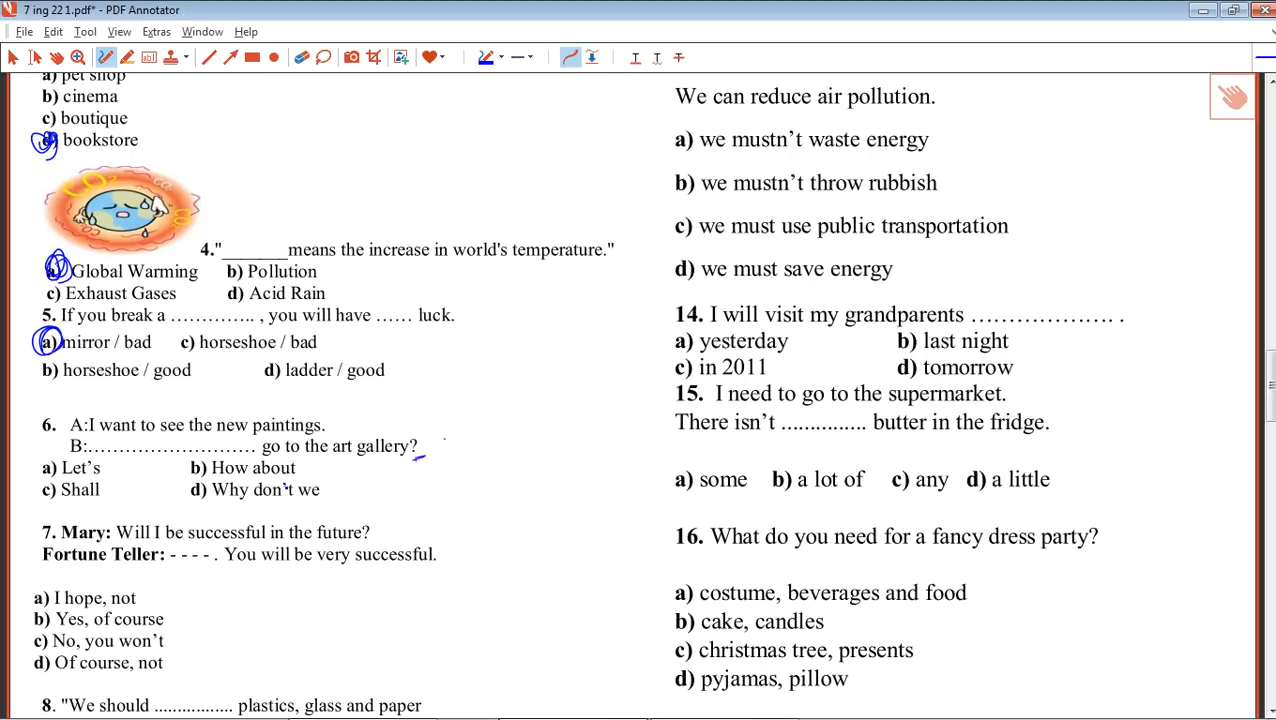 7 ing 22 1.pdf* - PDF Annotator
File Edit Tool View Extras Window Help
a) pet shop
b) cinema
c) boutique
bookstore
CO2
4."_______means the increase in world's temperature."
a) Global Warming b) Pollution
c) Exhaust Gases d) Acid Rain
5. If you break a ………….. , you will have …… luck.
a) mirror / bad c) horseshoe / bad
b) horseshoe / good d) ladder / good
6. A:I want to see the new paintings.
B:……………………… go to the art gallery?
a) Let’s b) How about
c) Shall d) Why don’t we
7. Mary: Will I be successful in the future?
Fortune Teller: - - - - . You will be very successful.
a) I hope, not
b) Yes, of course
c) No, you won’t
d) Of course, not
8. "We should ................. plastics, glass and paper
We can reduce air pollution.
a) we mustn’t waste energy
b) we mustn’t throw rubbish
c) we must use public transportation
d) we must save energy
14. I will visit my grandparents ………………. .
a) yesterday b) last night
c) in 2011 d) tomorrow
15. I need to go to the supermarket.
There isn’t ............... butter in the fridge.
a) some b) a lot of c) any d) a little
16. What do you need for a fancy dress party?
a) costume, beverages and food
b) cake, candles
c) christmas tree, presents
d) pyjamas, pillow